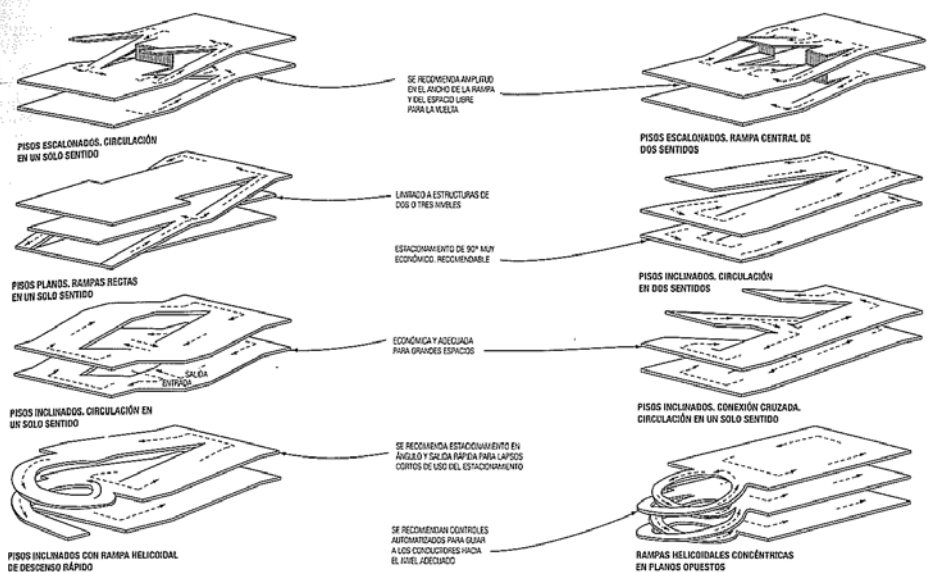 SE RECOMIENDA AMPLITUD
EN EL ANCHO DE LA RAMPA
Y DEL ESPACIO LIBRE
PARA LA VUELTA
PISOS ESCALONADOS. CIRCULACIÓN
EN UN SOLO SENTIDO
PISOS ESCALONADOS. RAMPA CENTRAL DE
DOS SENTIDOS
LIMITADO A ESTRUCTURAS DE
DOS O TRES NIVELES
ESTACIONAMIENTO DE 90° MUY
ECONÓMICO. RECOMENDABLE
PISOS PLANOS. RAMPAS RECTAS
EN UN SOLO SENTIDO
PISOS INCLINADOS. CIRCULACIÓN
EN DOS SENTIDOS
ECONÓMICA Y ADECUADA
PARA GRANDES ESPACIOS
SALIDA
ENTRADA
PISOS INCLINADOS. CIRCULACIÓN EN
UN SOLO SENTIDO
PISOS INCLINADOS. CONEXIÓN CRUZADA.
CIRCULACIÓN EN UN SOLO SENTIDO
SE RECOMIENDA ESTACIONAMIENTO EN
ÁNGULO Y SALIDA RÁPIDA PARA LAPSOS
CORTOS DE USO DEL ESTACIONAMIENTO
SE RECOMIENDAN CONTROLES
AUTOMATIZADOS PARA GUIAR
A LOS CONDUCTORES HACIA
EL NIVEL ADECUADO
PISOS INCLINADOS CON RAMPA HELICOIDAL
DE DESCENSO RÁPIDO
RAMPAS HELICOIDALES CONCÉNTRICAS
EN PLANOS OPUESTOS